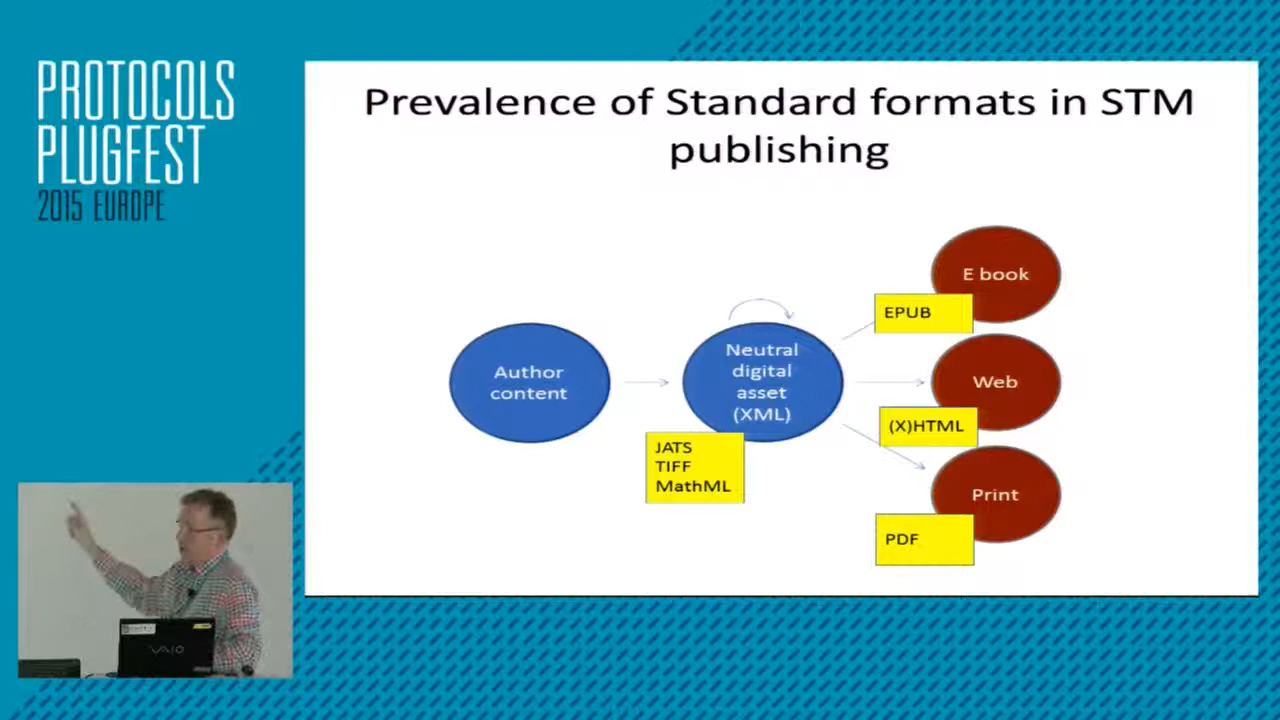 PROTOCOLS
PLUGFEST
2015 EUROPE
Prevalence of Standard formats in STM
publishing
E book
EPUB
Neutral
digital
asset
(XML)
Author
content
Web
(X)HTML
JATS
TIFF
MathML
Print
PDF
VAIO